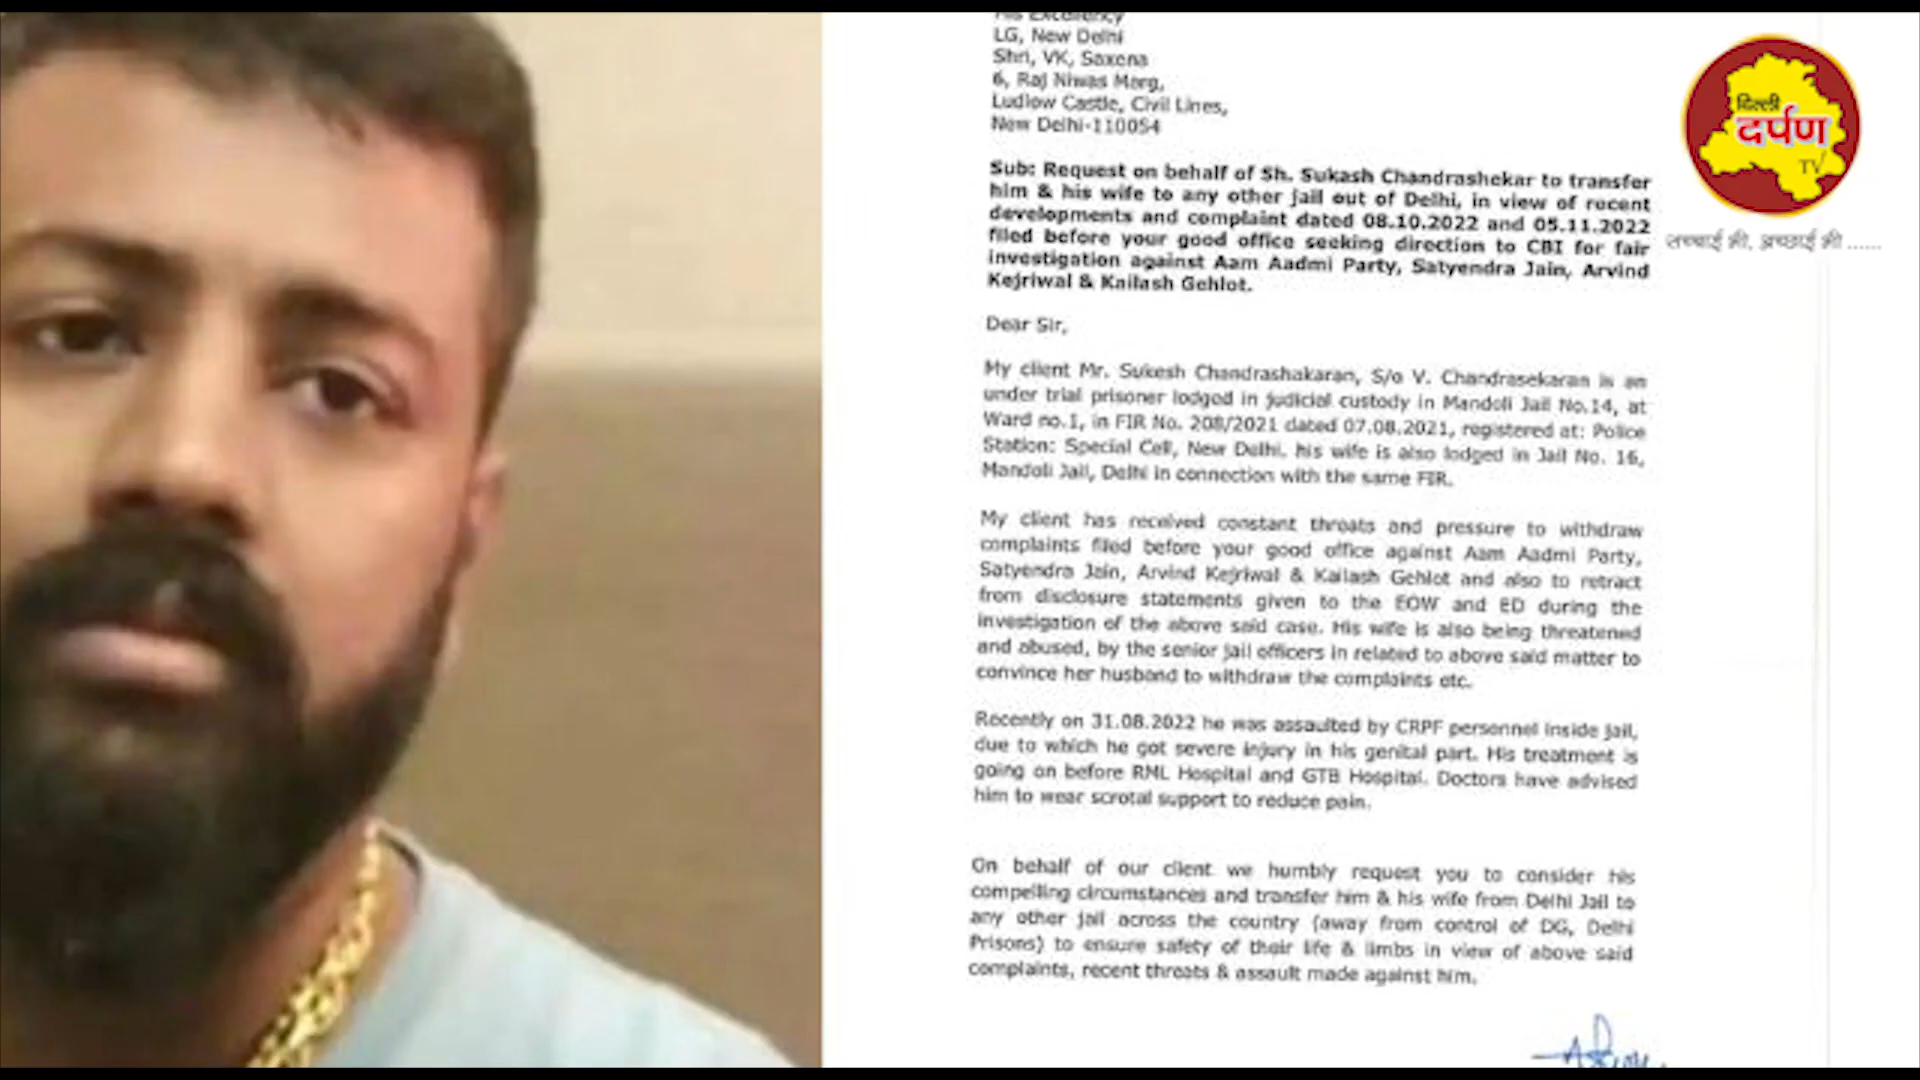 His Excellency
LG, New Delhi
Shri, VK, Saxena
6, Raj Niwas Marg,
Ludlow Castle, Civil Lines,
New Delhi-110054
Sub: Request on behalf of Sh. Sukash Chandrashekar to transfer
him & his wife to any other jail out of Delhi, in view of recent
developments and complaint dated 08.10.2022 and 05.11.2022
filed before your good office seeking direction to CBI for fair
investigation against Aam Aadmi Party, Satyendra Jain, Arvind
Kejriwal & Kailash Gehlot.
Dear Sir,
My client Mr. Sukesh Chandrashakaran, S/o V. Chandrasekaran is an
under trial prisoner lodged in judicial custody in Mandoli Jail No.14, at
Ward no.1, in FIR No. 208/2021 dated 07.08.2021, registered at: Police
Station: Special Cell, New Delhi. his wife is also lodged in Jail No. 16,
Mandoli Jail, Delhi in connection with the same FIR.
My client has received constant threats and pressure to withdraw
complaints filed before your good office against Aam Aadmi Party,
Satyendra Jain, Arvind Kejriwal & Kailash Gehlot and also to retract
from disclosure statements given to the EOW and ED during the
investigation of the above said case. His wife is also being threatened
and abused, by the senior jail officers in related to above said matter to
convince her husband to withdraw the complaints etc.
Recently on 31.08.2022 he was assaulted by CRPF personnel inside jail,
due to which he got severe injury in his genital part. His treatment is
going on before RML Hospital and GTB Hospital. Doctors have advised
him to wear scrotal support to reduce pain.
On behalf of our client we humbly request you to consider his
compelling circumstances and transfer him & his wife from Delhi Jail to
any other jail across the country (away from control of DG, Delhi
Prisons) to ensure safety of their life & limbs in view of above said
complaints, recent threats & assault made against him.
दिल्ली
दर्पण
TV
सच्चाई की, अच्छाई की ......